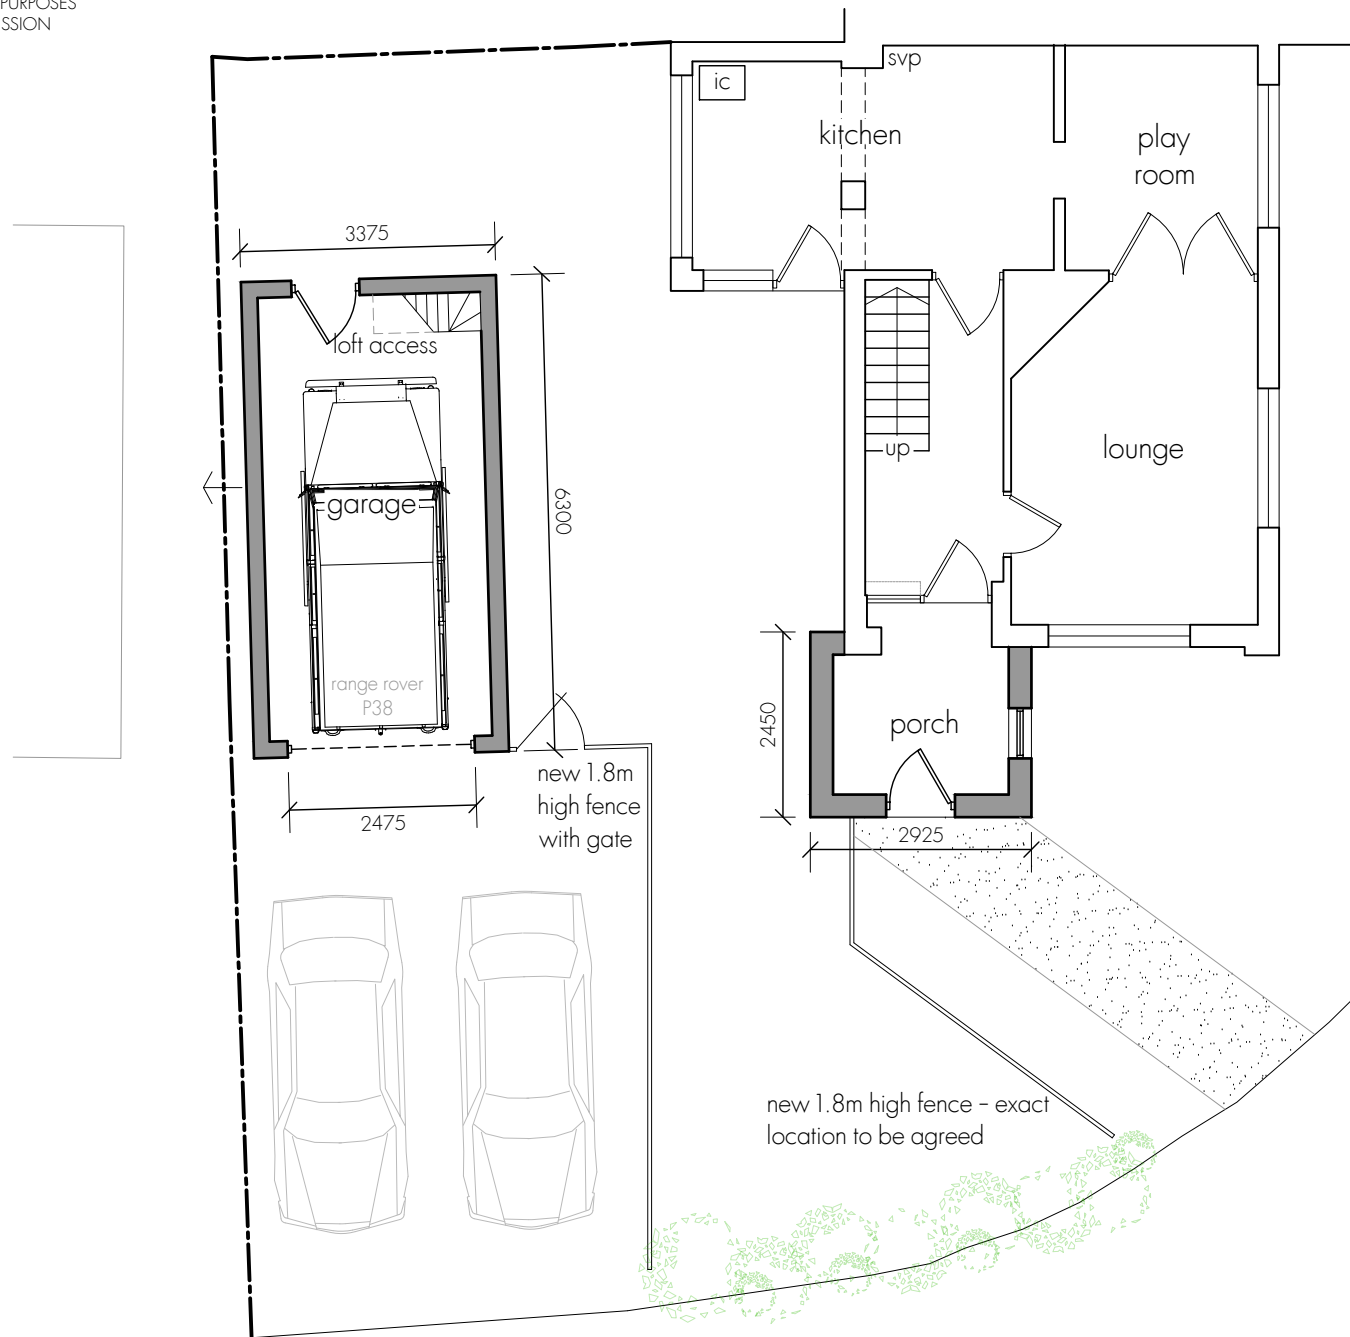 PURPOSES
SSION
svp
ic
kitchen
play
room
3375
loft access
up
lounge
garage
6300
range rover
P38
2450
porch
new 1.8m
high fence
with gate
2475
2925
new 1.8m high fence – exact
location to be agreed